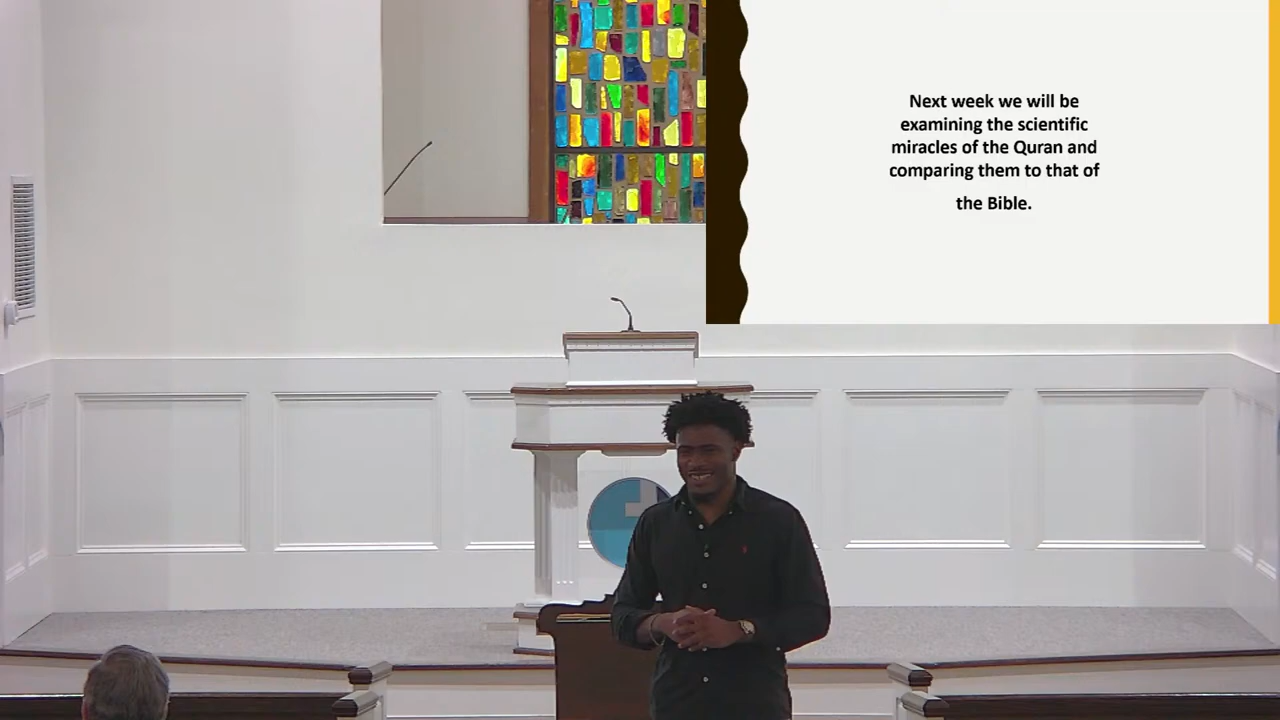 Next week we will be
examining the scientific
miracles of the Quran and
comparing them to that of
the Bible.